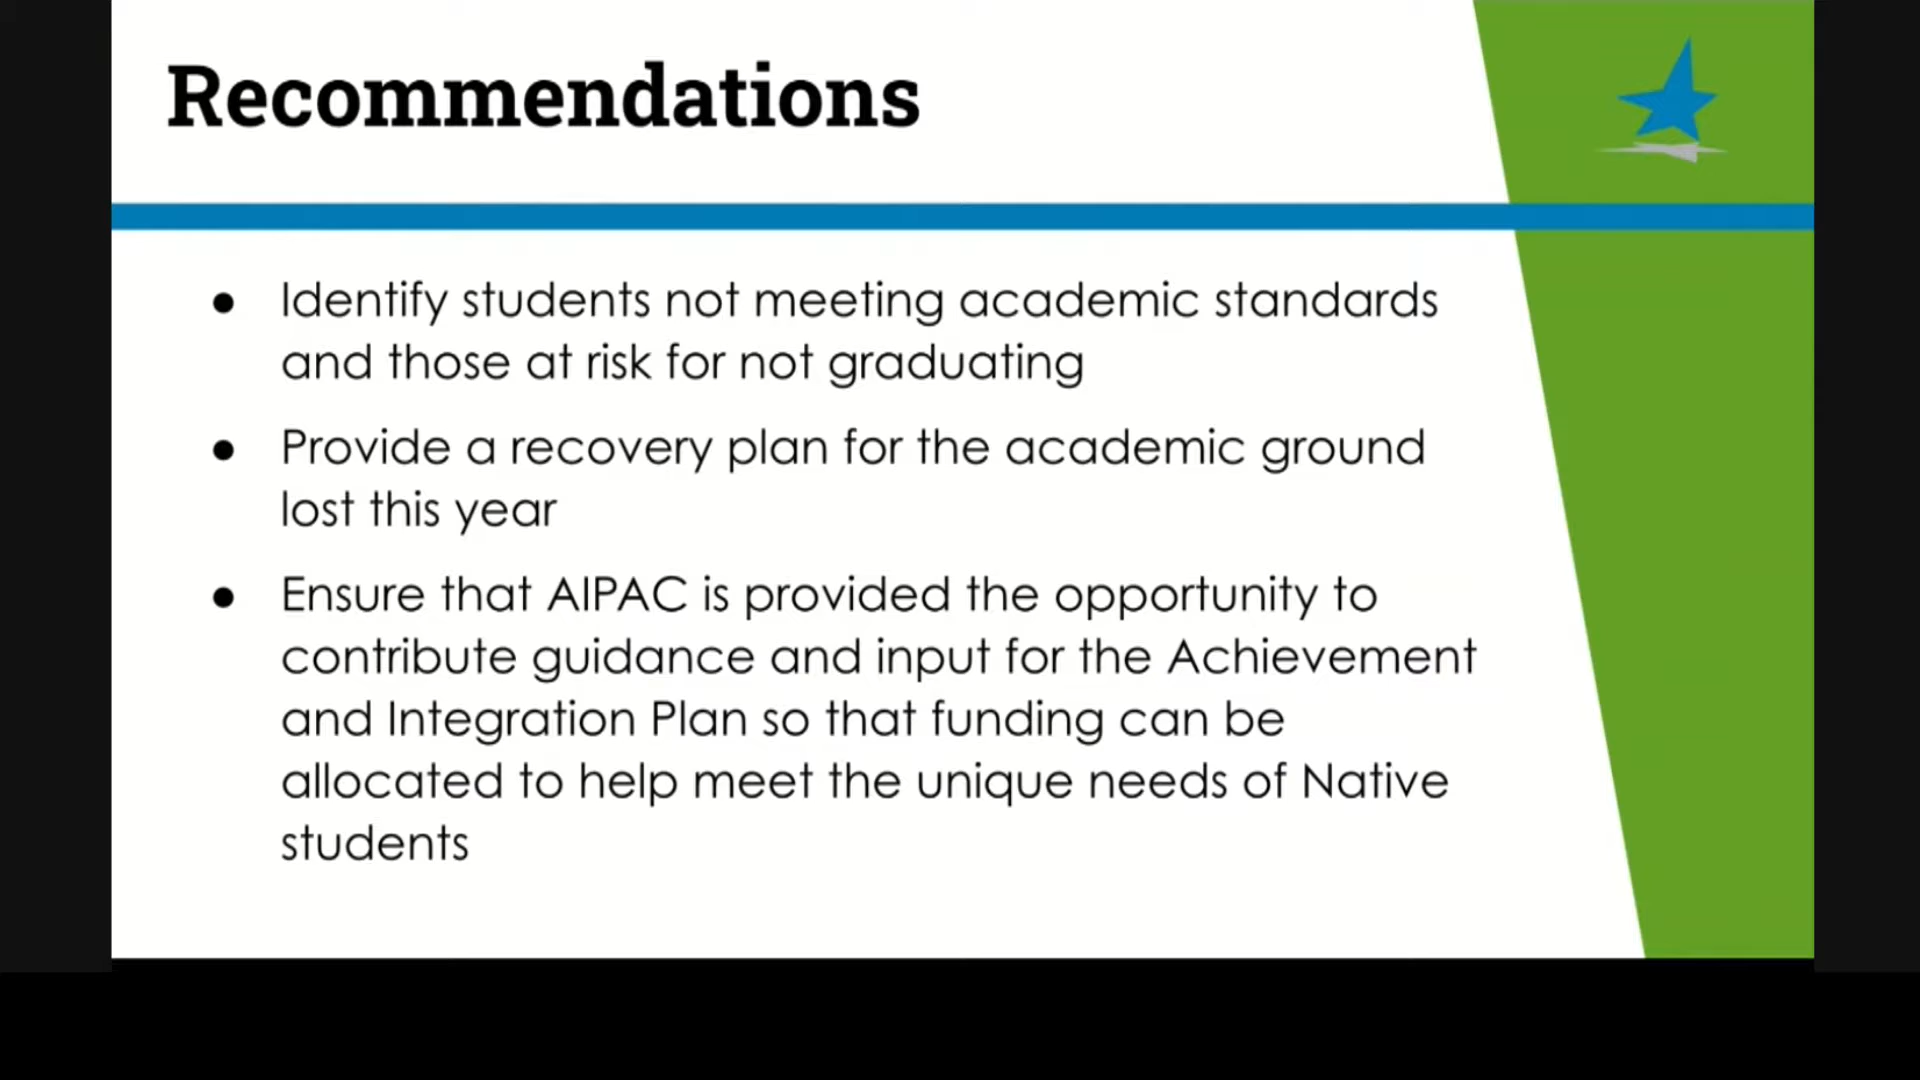 Recommendations
● Identify students not meeting academic standards
and those at risk for not graduating
● Provide a recovery plan for the academic ground
lost this year
● Ensure that AIPAC is provided the opportunity to
contribute guidance and input for the Achievement
and Integration Plan so that funding can be
allocated to help meet the unique needs of Native
students